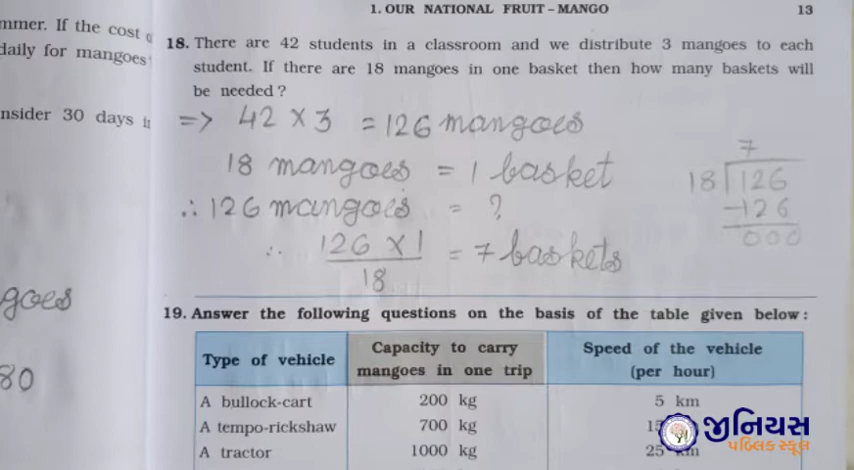 1. OUR NATIONAL FRUIT – MANGO 13
mmer. If the cost
daily for mangoes
nsider 30 days
goes
80
18. There are 42 students in a classroom and we distribute 3 mangoes to each
student. If there are 18 mangoes in one basket then how many baskets will
be needed ?
=> 42 × 3 = 126 mangoes
18 mangoes = 1 basket
∴ 126 mangoes = ?
∴ 126 × 1
18
= 7 baskets
7
18 126
-126
000
19. Answer the following questions on the basis of the table given below :
Type of vehicle
Capacity to carry
mangoes in one trip
Speed of the vehicle
(per hour)
A bullock-cart 200 kg 5 km
A tempo-rickshaw 700 kg
A tractor 1000 kg 25 km
જીનિયસ
પબ્લિક સ્કૂલ